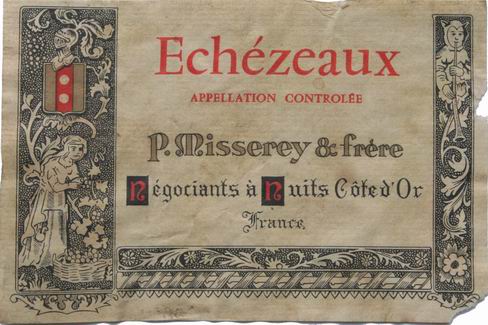 Echézeaux
APPELLATION CONTROLÉE
P. Misserey & frère
Négociants à Nuits Côte d'Or
France